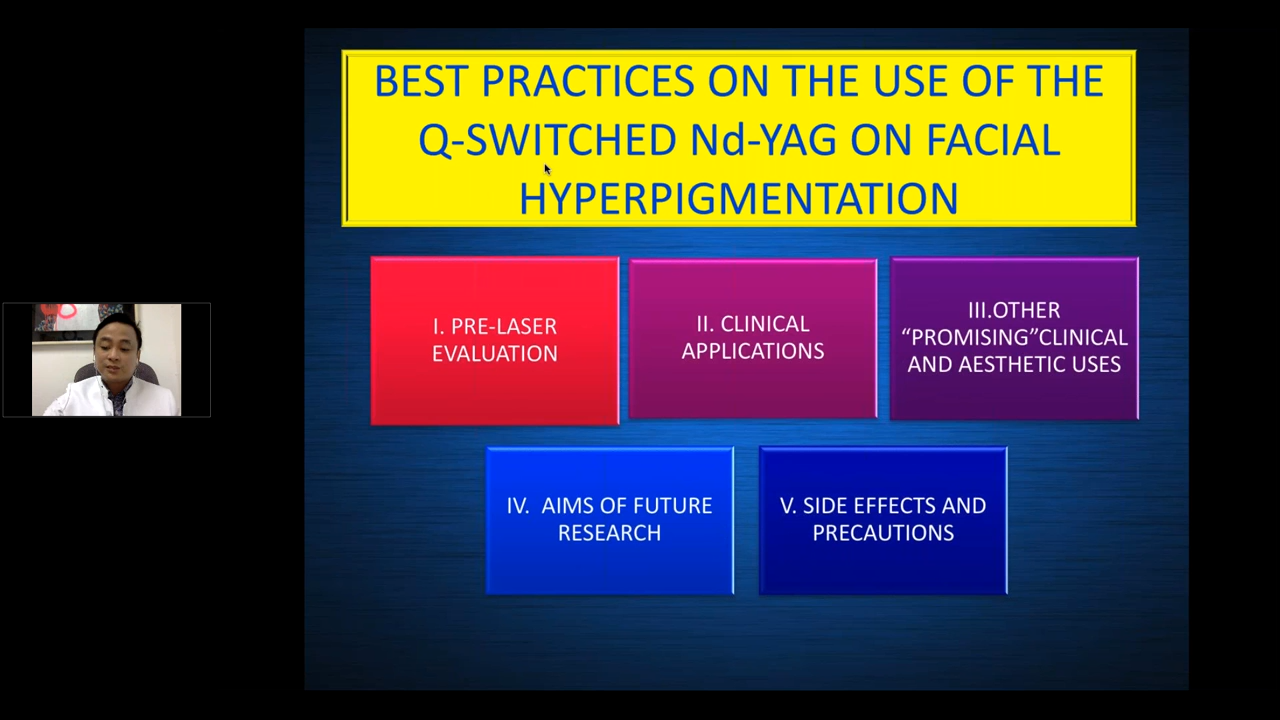 BEST PRACTICES ON THE USE OF THE
Q-SWITCHED Nd-YAG ON FACIAL
HYPERPIGMENTATION
I. PRE-LASER
EVALUATION
II. CLINICAL
APPLICATIONS
III.OTHER
“PROMISING”CLINICAL
AND AESTHETIC USES
IV.  AIMS OF FUTURE
RESEARCH
V. SIDE EFFECTS AND
PRECAUTIONS